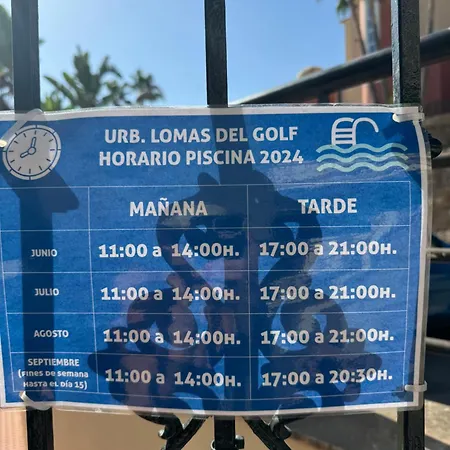 URB. LOMAS DEL GOLF
HORARIO PISCINA 2024
MAÑANA TARDE
JUNIO 11:00 a 14:00H. 17:00 a 21:00H.
JULIO 11:00 a 14:00H. 17:00 a 21:00H.
AGOSTO 11:00 a 14:00H. 17:00 a 21:00H.
SEPTIEMBRE
(FINES DE SEMANA 11:00 a 14:00H. 17:00 a 20:30H.
HASTA EL DÍA 15)